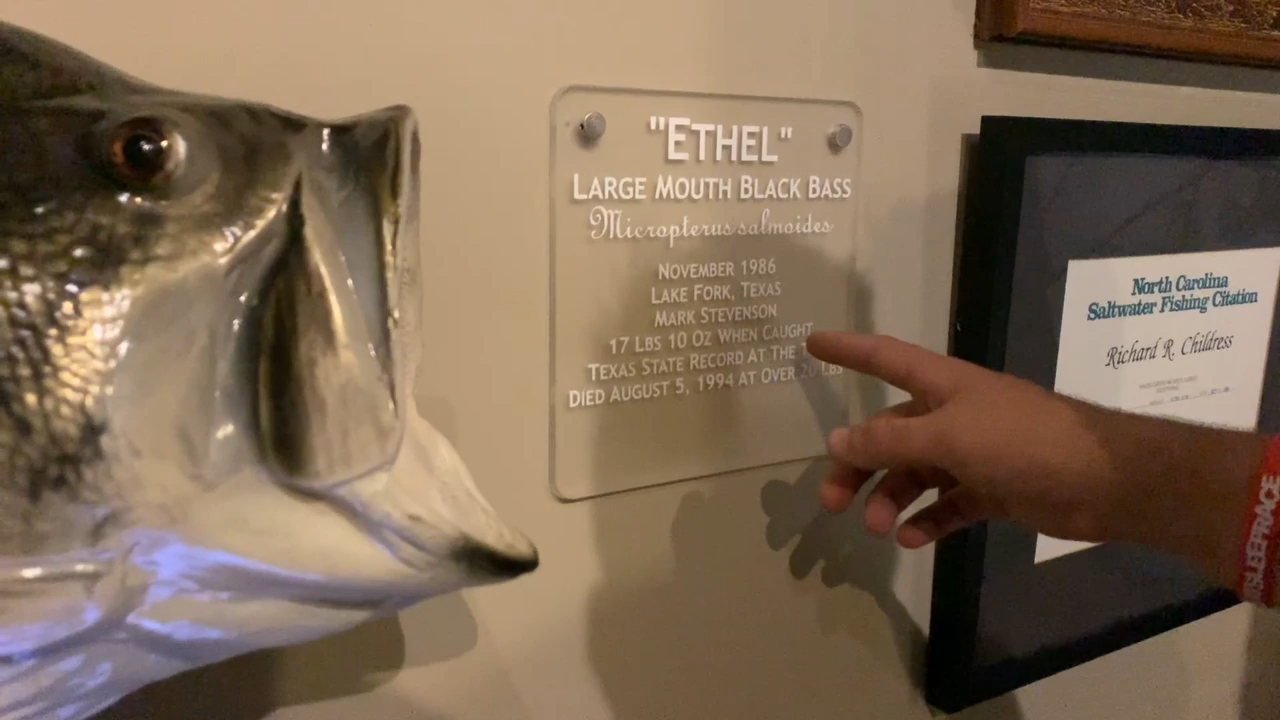 "ETHEL"
LARGE MOUTH BLACK BASS
Micropterus salmoides
NOVEMBER 1986
LAKE FORK, TEXAS
MARK STEVENSON
17 LBS 10 OZ WHEN CAUGHT
TEXAS STATE RECORD AT THE
DIED AUGUST 5, 1994 AT OVER 20 LBS
North Carolina
Saltwater Fishing Citation
Richard R. Childress